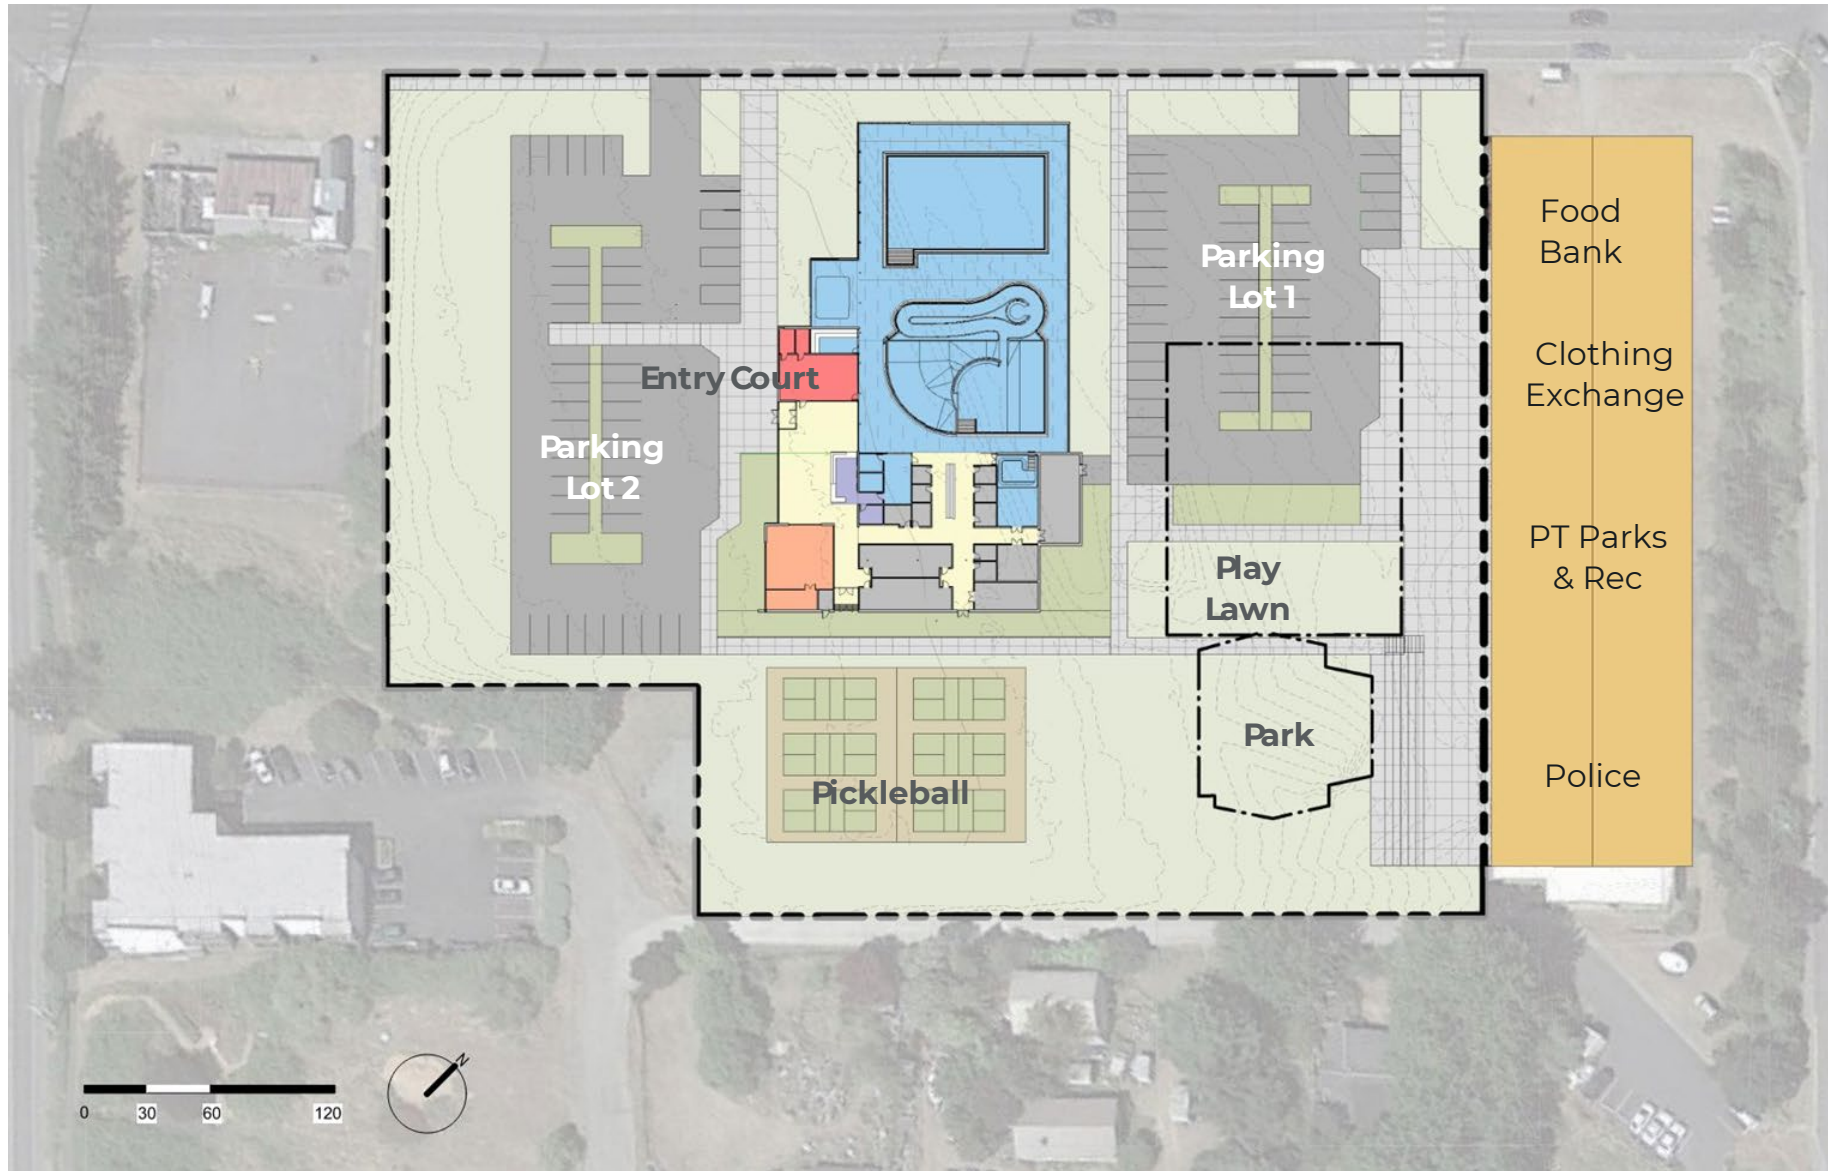 Food
Bank
Parking
Lot 1
Clothing
Exchange
Entry Court
Parking
Lot 2
PT Parks
& Rec
Play
Lawn
Park
Police
Pickleball
N
0 30 60 120